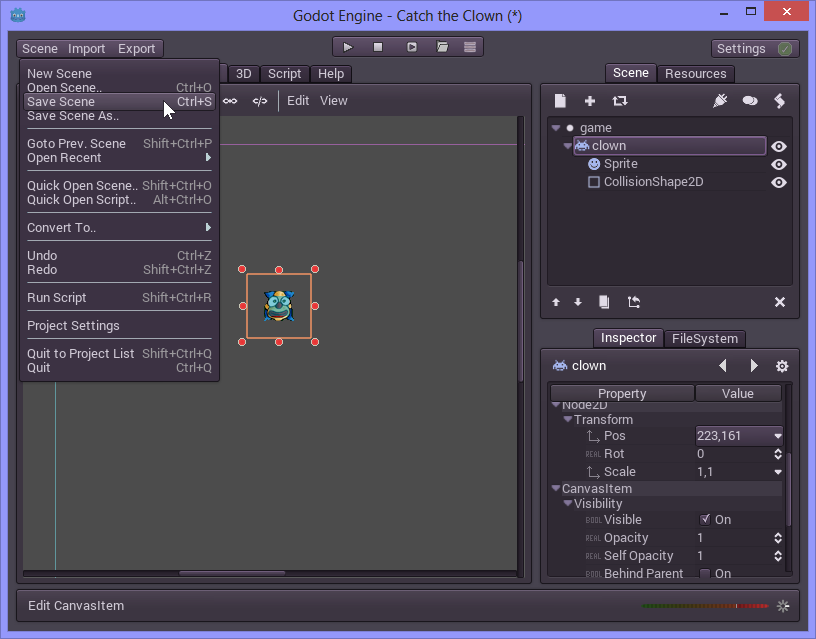 Godot Engine - Catch the Clown (*)
Scene Import Export
Settings
3D Script Help
Scene Resources
New Scene
Open Scene.. Ctrl+O
Save Scene Ctrl+S
Save Scene As..
Goto Prev. Scene Shift+Ctrl+P
Open Recent
Quick Open Scene.. Shift+Ctrl+O
Quick Open Script.. Alt+Ctrl+O
Convert To..
Undo Ctrl+Z
Redo Shift+Ctrl+Z
Run Script Shift+Ctrl+R
Project Settings
Quit to Project List Shift+Ctrl+Q
Quit Ctrl+Q
Edit View
game
clown
Sprite
CollisionShape2D
Inspector FileSystem
clown
Property Value
Node2D
Transform
Pos 223,161
REAL Rot 0
Scale 1,1
CanvasItem
Visibility
BOOL Visible On
REAL Opacity 1
REAL Self Opacity 1
BOOL Behind Parent On
Edit CanvasItem